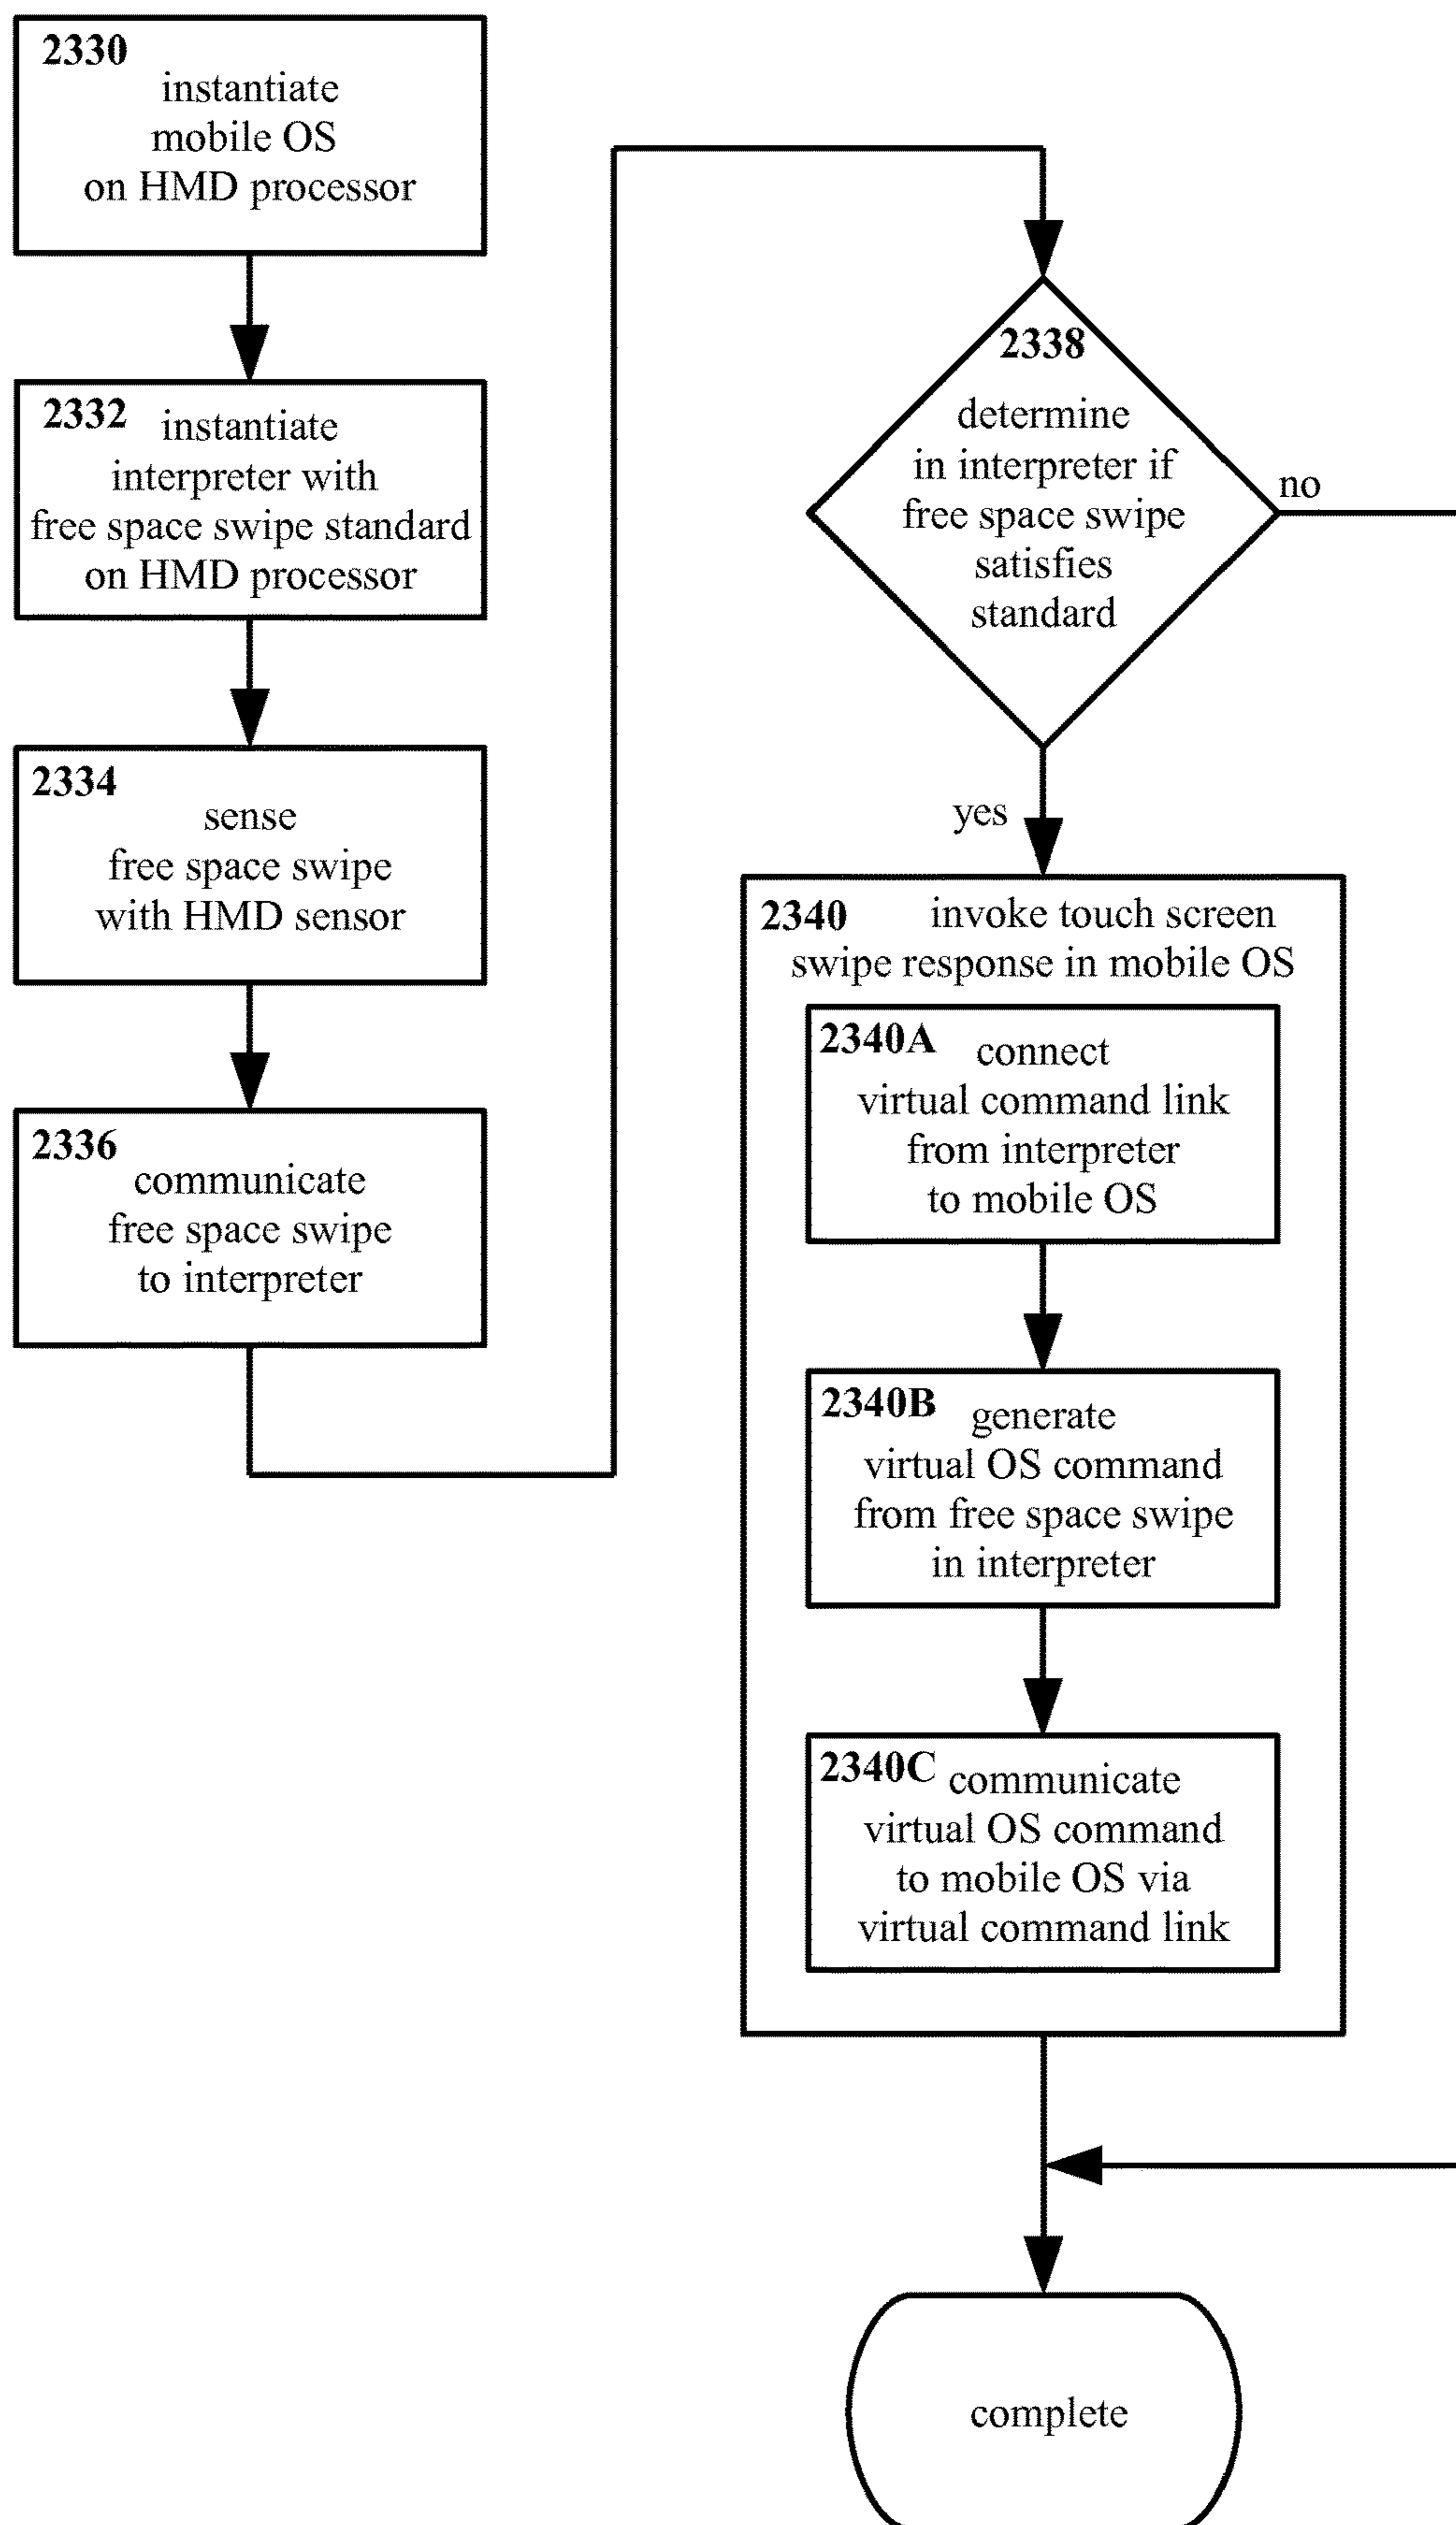 2330
instantiate
mobile OS
on HMD processor
2332 instantiate
interpreter with
free space swipe standard
on HMD processor
2334
sense
free space swipe
with HMD sensor
2336
communicate
free space swipe
to interpreter
2338
determine
in interpreter if
free space swipe
satisfies
standard
no
yes
2340 invoke touch screen
swipe response in mobile OS
2340A connect
virtual command link
from interpreter
to mobile OS
2340B generate
virtual OS command
from free space swipe
in interpreter
2340C communicate
virtual OS command
to mobile OS via
virtual command link
complete